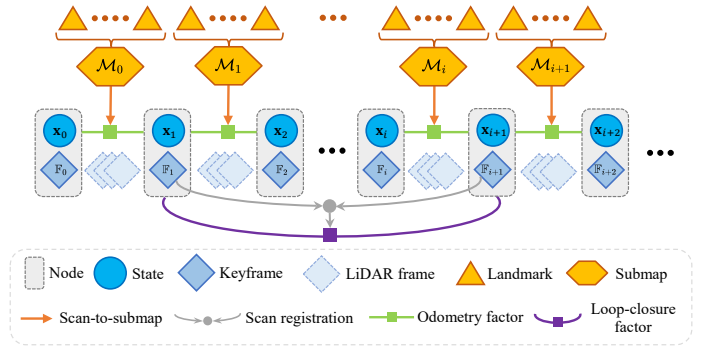 𝓜₀ 𝓜₁ 𝓜ᵢ 𝓜ᵢ₊₁
x₀ x₁ x₂ xᵢ xᵢ₊₁ xᵢ₊₂
𝔽₀ 𝔽₁ 𝔽₂ 𝔽ᵢ 𝔽ᵢ₊₁ 𝔽ᵢ₊₂
Node State Keyframe LiDAR frame Landmark Submap
Scan-to-submap Scan registration Odometry factor Loop-closure
factor